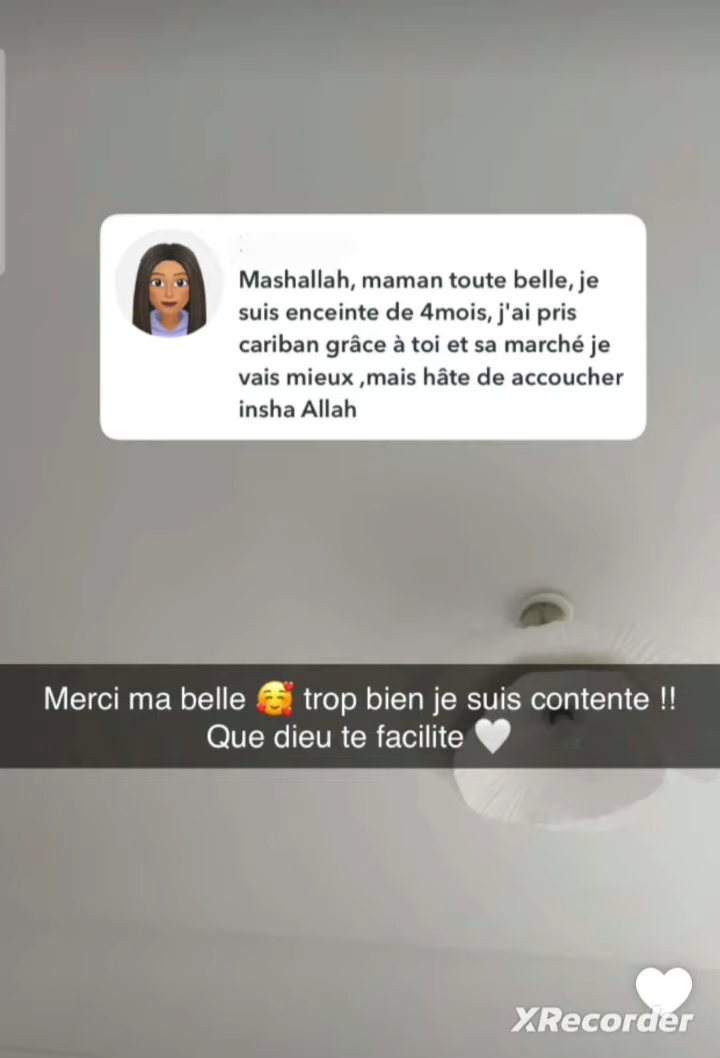 Mashallah, maman toute belle, je
suis enceinte de 4mois, j'ai pris
cariban grâce à toi et sa marché je
vais mieux ,mais hâte de accoucher
insha Allah
Merci ma belle 🥰 trop bien je suis contente !!
Que dieu te facilite 🤍
XRecorder